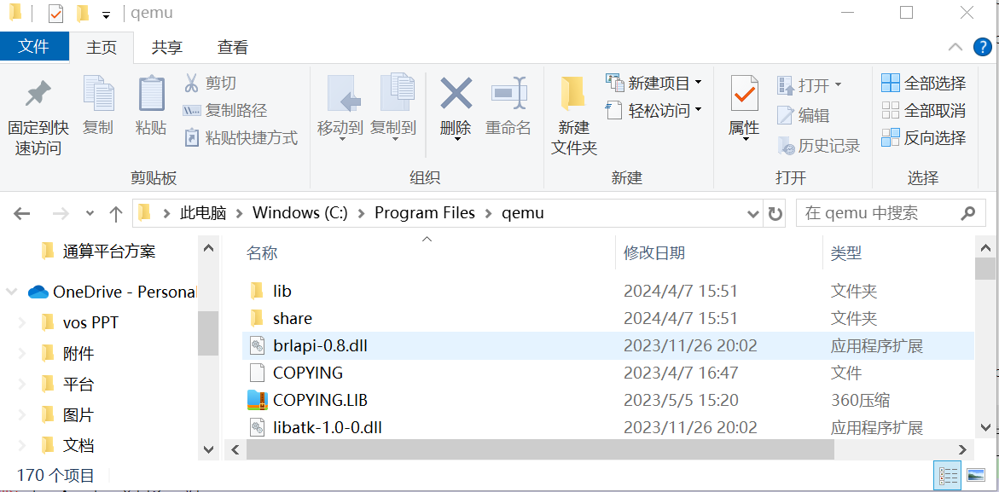 qemu
文件 主页 共享 查看
固定到快速访问
复制
粘贴
剪切
复制路径
粘贴快捷方式
剪贴板
移动到
复制到
删除
重命名
组织
新建文件夹
新建项目
轻松访问
新建
属性
打开
编辑
历史记录
打开
全部选择
全部取消
反向选择
选择
此电脑 > Windows (C:) > Program Files > qemu
在 qemu 中搜索
通算平台方案
OneDrive - Persona
vos PPT
附件
平台
图片
文档
名称 修改日期 类型
lib 2024/4/7 15:51 文件夹
share 2024/4/7 15:51 文件夹
brlapi-0.8.dll 2023/11/26 20:02 应用程序扩展
COPYING 2023/4/7 16:47 文件
COPYING.LIB 2023/5/5 15:20 360压缩
libatk-1.0-0.dll 2023/11/26 20:02 应用程序扩展
170 个项目